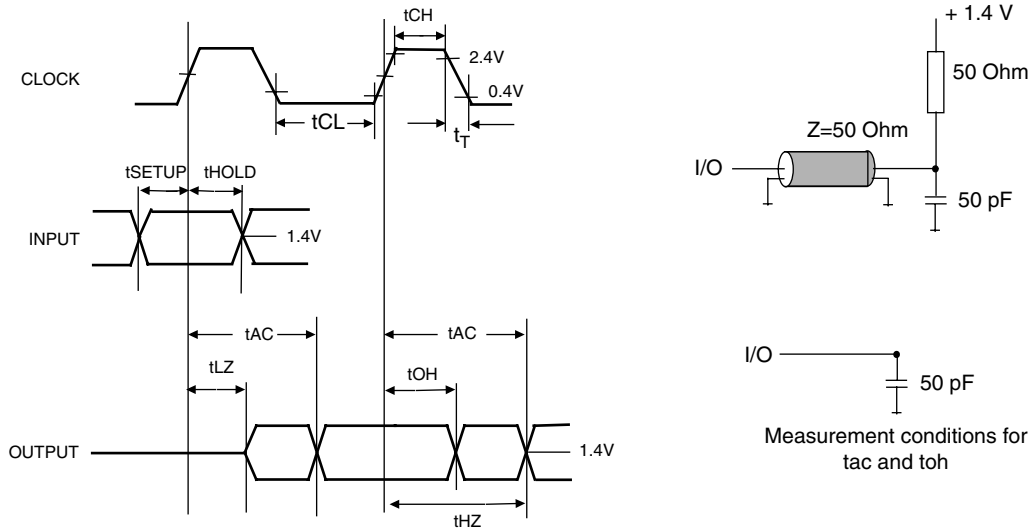 tCH
CLOCK
2.4V
0.4V
tCL
tT
tSETUP
tHOLD
INPUT
1.4V
tAC
tAC
tLZ
tOH
OUTPUT
1.4V
tHZ
+ 1.4 V
50 Ohm
Z=50 Ohm
I/O
50 pF
I/O
50 pF
Measurement conditions for
tac and toh